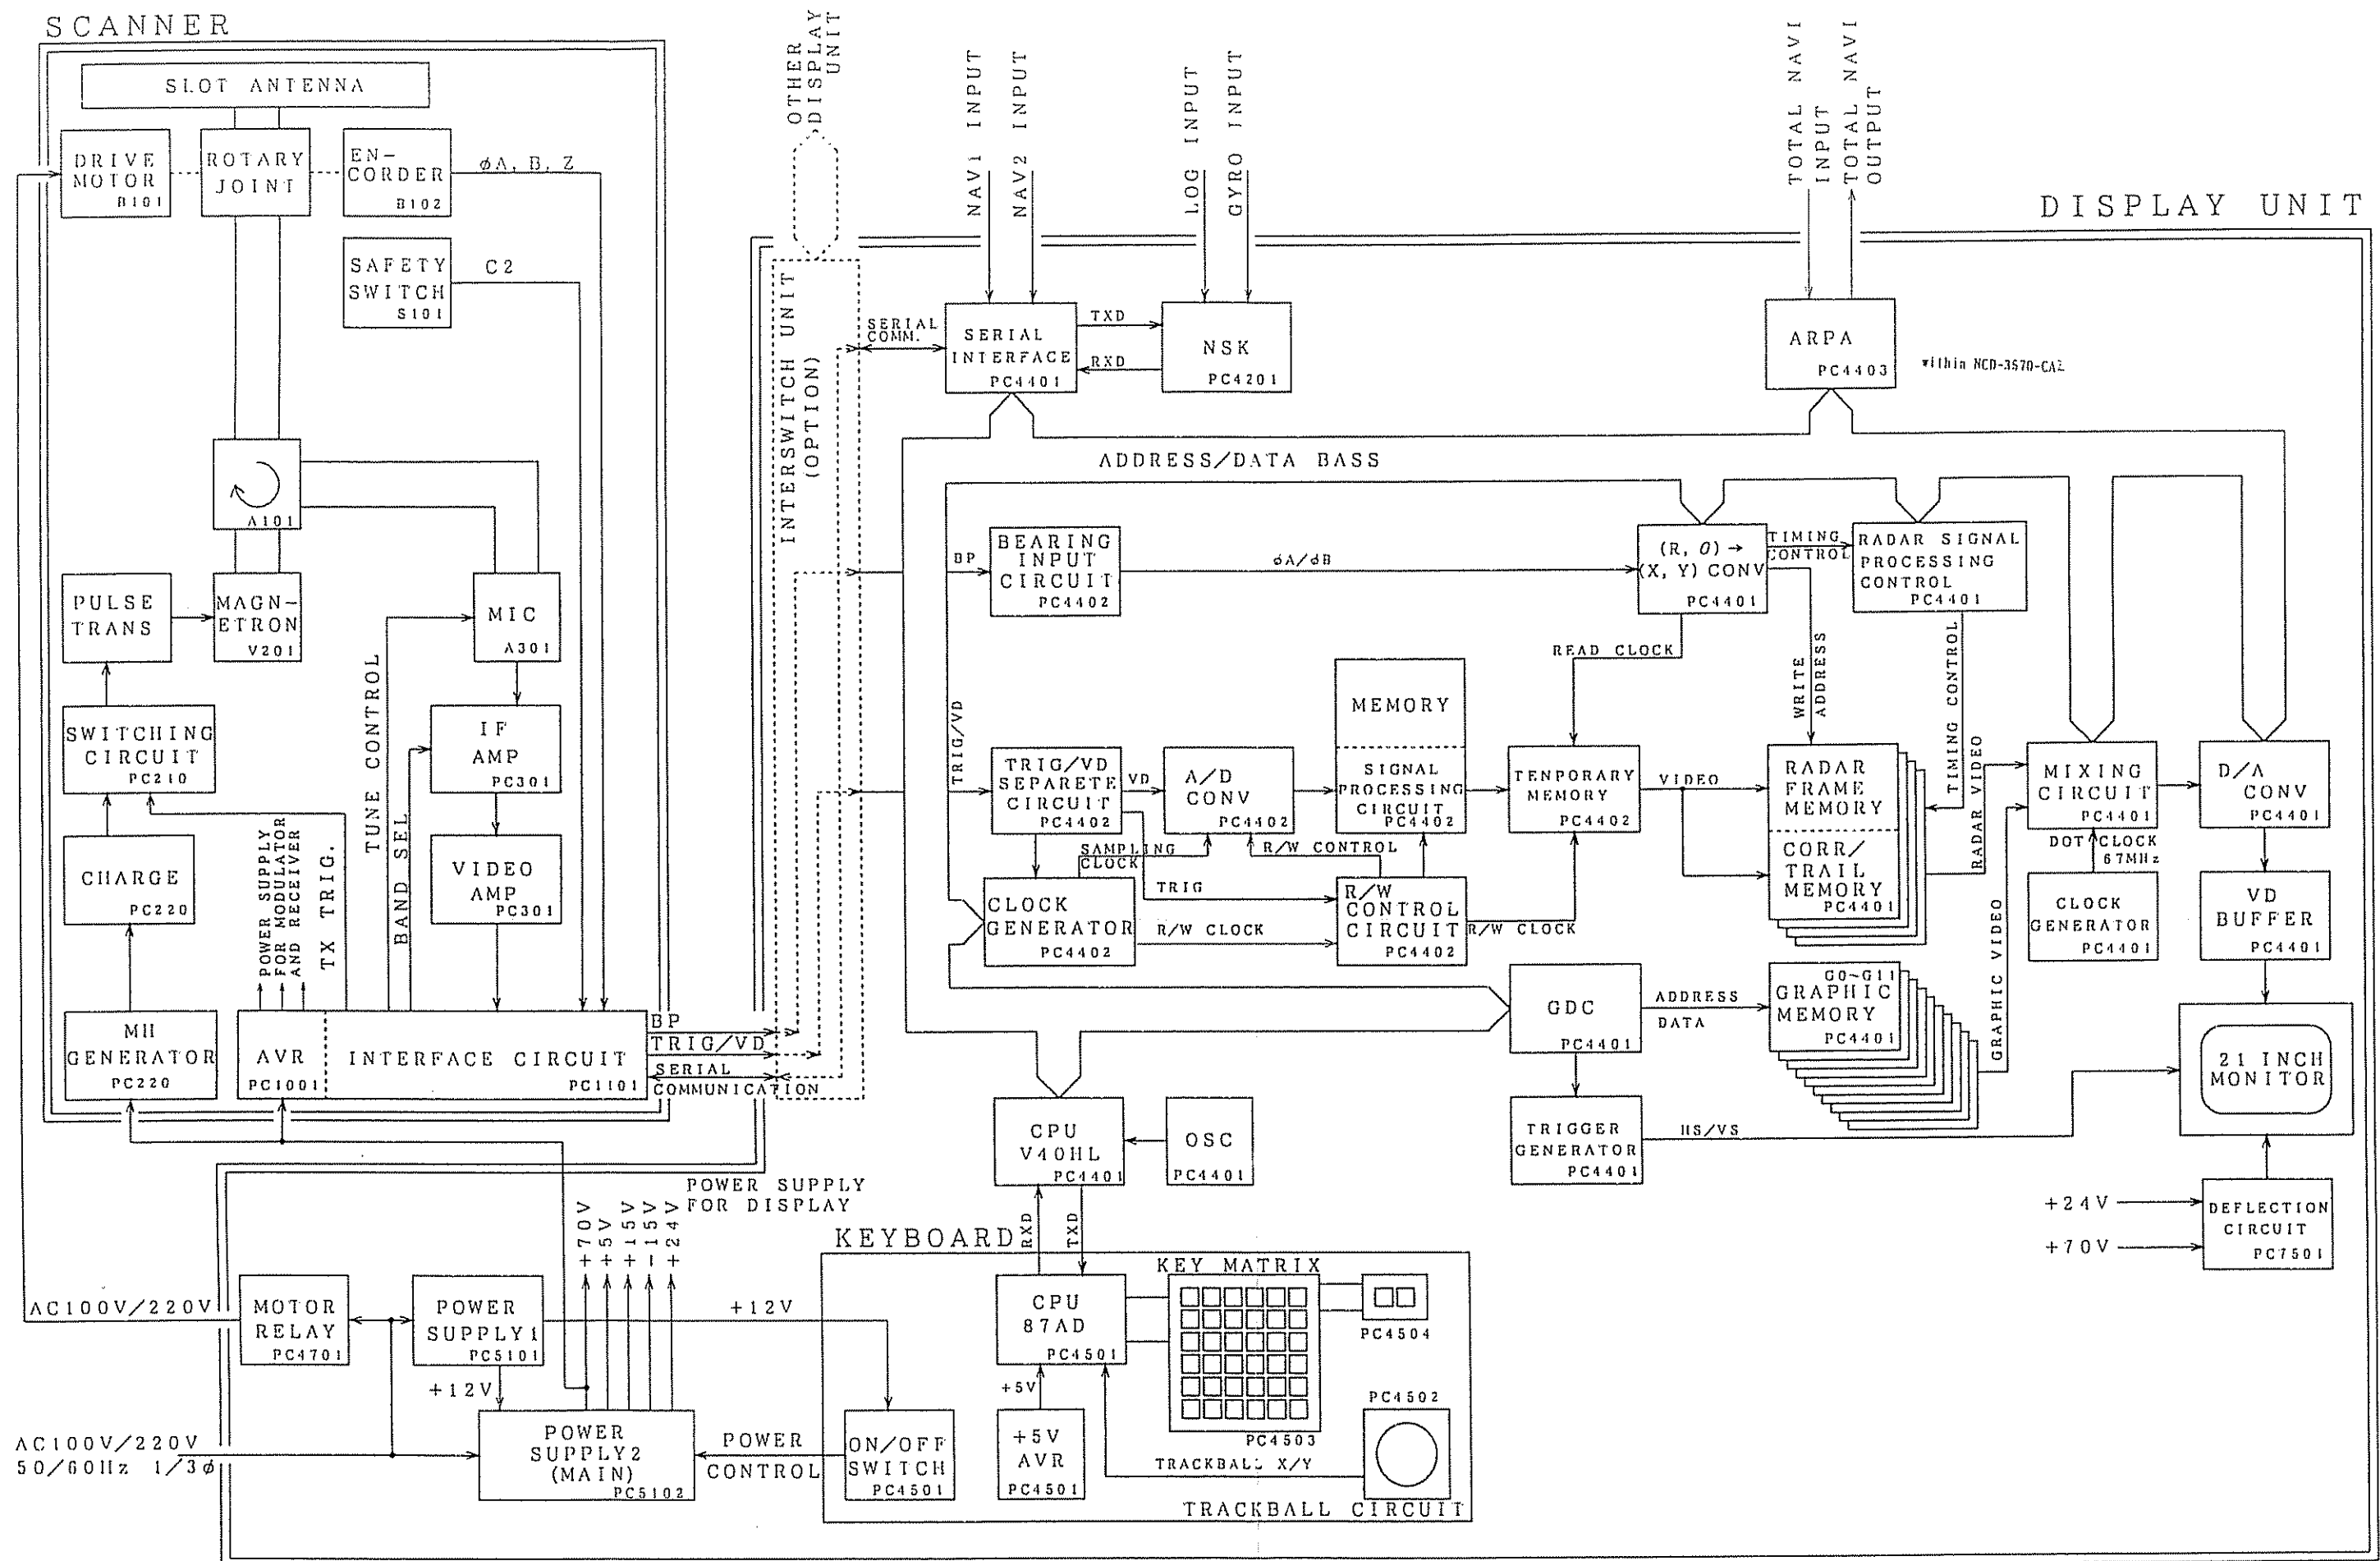 SCANNER
SLOT ANTENNA
DRIVE
MOTOR
B101
ROTARY
JOINT
EN-
CORDER
B102
φA, B, Z
SAFETY
SWITCH
S101
C2
A101
PULSE
TRANS
MAGN-
ETRON
V201
MIC
A301
SWITCHING
CIRCUIT
PC210
IF
AMP
PC301
CHARGE
PC220
VIDEO
AMP
PC301
POWER SUPPLY
FOR MODULATOR
AND RECEIVER
TX TRIG.
TUNE CONTROL
BAND SEL
MH
GENERATOR
PC220
AVR
PC1001
INTERFACE CIRCUIT
PC1101
BP
TRIG/VD
SERIAL
COMMUNICATION
OTHER
DISPLAY
UNIT
INTERSWITCH UNIT
(OPTION)
DISPLAY UNIT
NAV1 INPUT
NAV2 INPUT
LOG INPUT
GYRO INPUT
TOTAL NAVI
INPUT
TOTAL NAVI
OUTPUT
SERIAL
COMM.
SERIAL
INTERFACE
PC4401
TXD
RXD
NSK
PC4201
ARPA
PC4403
within NCD-3570-CA2
ADDRESS/DATA BASS
BP
BEARING
INPUT
CIRCUIT
PC4402
φA/φB
(R, θ)→
(X, Y) CONV
PC4401
TIMING
CONTROL
RADAR SIGNAL
PROCESSING
CONTROL
PC4401
READ CLOCK
WRITE
ADDRESS
TIMING CONTROL
TRIG/VD
TRIG/VD
SEPARETE
CIRCUIT
PC4402
VD
A/D
CONV
PC4402
MEMORY
SIGNAL
PROCESSING
CIRCUIT
PC4402
TENPORARY
MEMORY
PC4402
VIDEO
RADAR
FRAME
MEMORY
CORR/
TRAIL
MEMORY
PC4401
RADAR VIDEO
MIXING
CIRCUIT
PC4401
D/A
CONV
PC4401
SAMPLING
CLOCK
R/W CONTROL
TRIG
R/W CLOCK
CLOCK
GENERATOR
PC4402
R/W
CONTROL
CIRCUIT
PC4402
R/W CLOCK
DOT CLOCK
67MHz
CLOCK
GENERATOR
PC4401
VD
BUFFER
PC4401
GDC
PC4401
ADDRESS
DATA
G0~G11
GRAPHIC
MEMORY
PC4401
GRAPHIC VIDEO
21 INCH
MONITOR
CPU
V40HL
PC4401
OSC
PC4401
TRIGGER
GENERATOR
PC4401
HS/VS
+24V
+70V
DEFLECTION
CIRCUIT
PC7501
POWER SUPPLY
FOR DISPLAY
+70V
+5V
+15V
-15V
+24V
KEYBOARD
RXD
TXD
AC100V/220V
MOTOR
RELAY
PC4701
POWER
SUPPLY1
PC5101
+12V
+12V
CPU
87AD
PC4501
KEY MATRIX
PC4503
PC4504
AC100V/220V
50/60Hz 1/3φ
POWER
SUPPLY2
(MAIN)
PC5102
POWER
CONTROL
ON/OFF
SWITCH
PC4501
+5V
+5V
AVR
PC4501
TRACKBALL X/Y
PC4502
TRACKBALL CIRCUIT